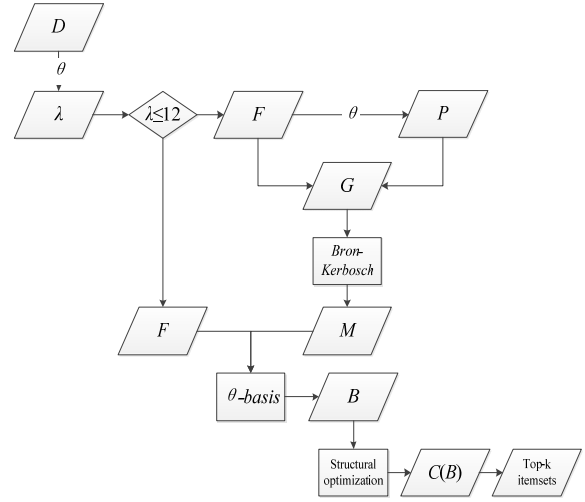 D
θ
λ
λ≤12
F
θ
P
G
Bron-
Kerbosch
F
M
θ-basis
B
Structural
optimization
C(B)
Top-k
itemsets